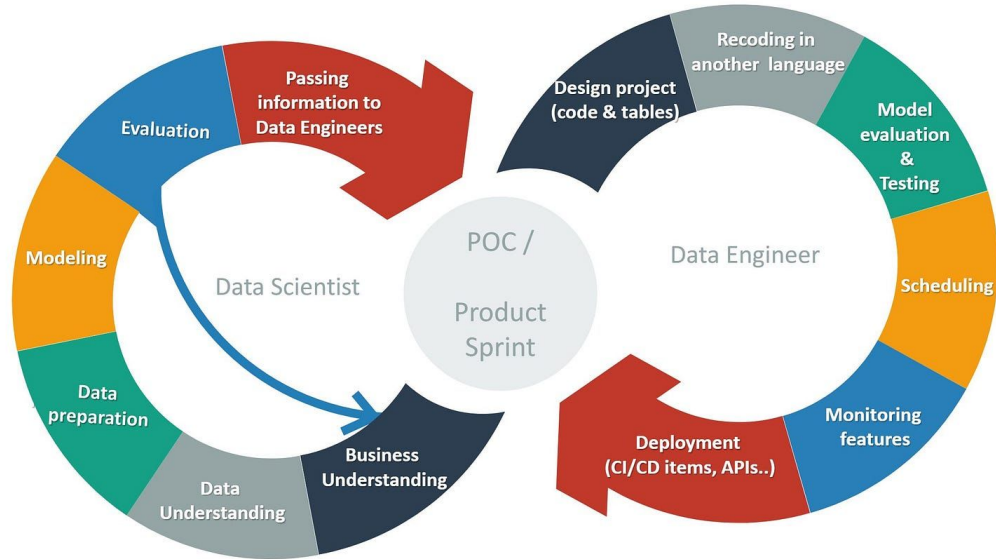 Passing
information to
Data Engineers
Evaluation
Modeling
Data
preparation
Data
Understanding
Business
Understanding
Data Scientist
POC /
Product
Sprint
Design project
(code & tables)
Recoding in
another language
Model
evaluation
&
Testing
Scheduling
Monitoring
features
Deployment
(CI/CD items, APIs..)
Data Engineer